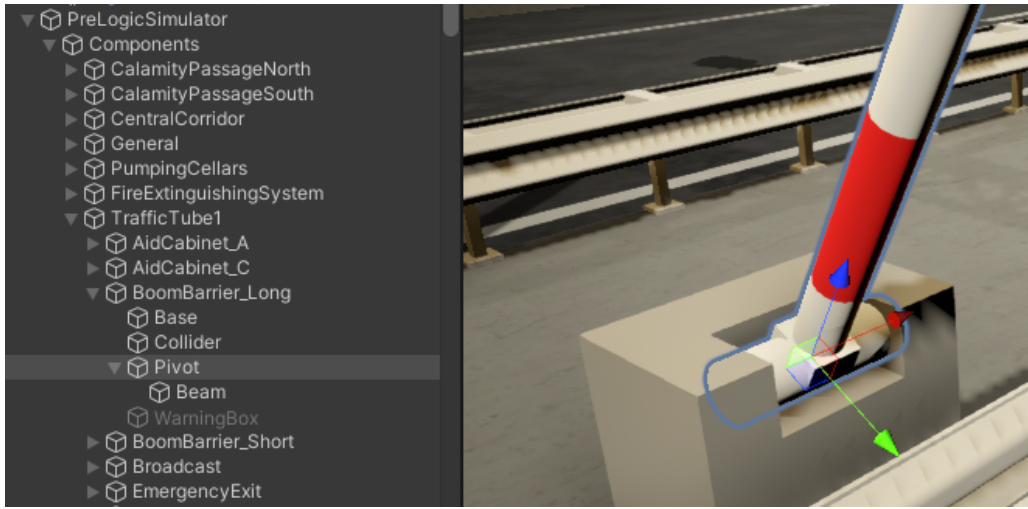 PreLogicSimulator
Components
CalamityPassageNorth
CalamityPassageSouth
CentralCorridor
General
PumpingCellars
FireExtinguishingSystem
TrafficTube1
AidCabinet_A
AidCabinet_C
BoomBarrier_Long
Base
Collider
Pivot
Beam
WarningBox
BoomBarrier_Short
Broadcast
EmergencyExit